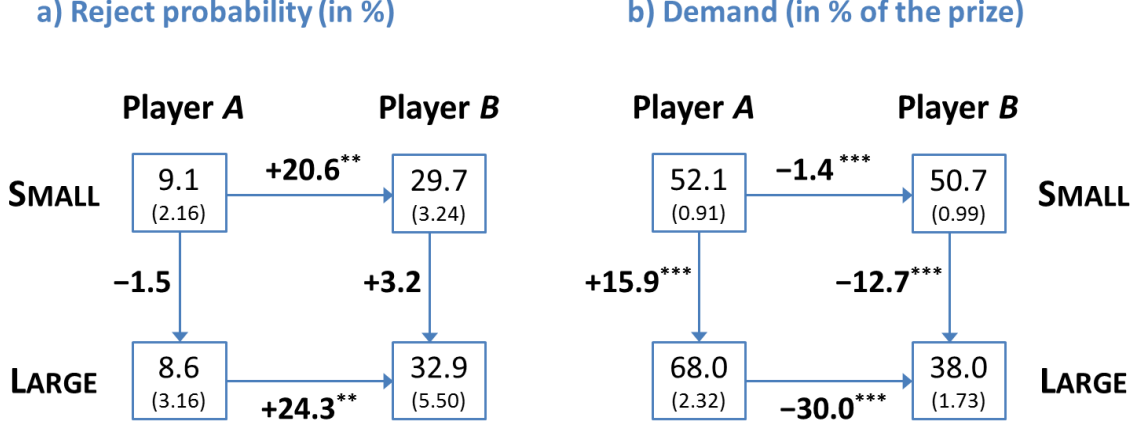 a) Reject probability (in %)
b) Demand (in % of the prize)
Player A
Player B
Player A
Player B
SMALL
9.1
(2.16)
+20.6**
29.7
(3.24)
52.1
(0.91)
−1.4 ***
50.7
(0.99)
SMALL
−1.5
+3.2
+15.9***
−12.7***
LARGE
8.6
(3.16)
+24.3**
32.9
(5.50)
68.0
(2.32)
−30.0***
38.0
(1.73)
LARGE